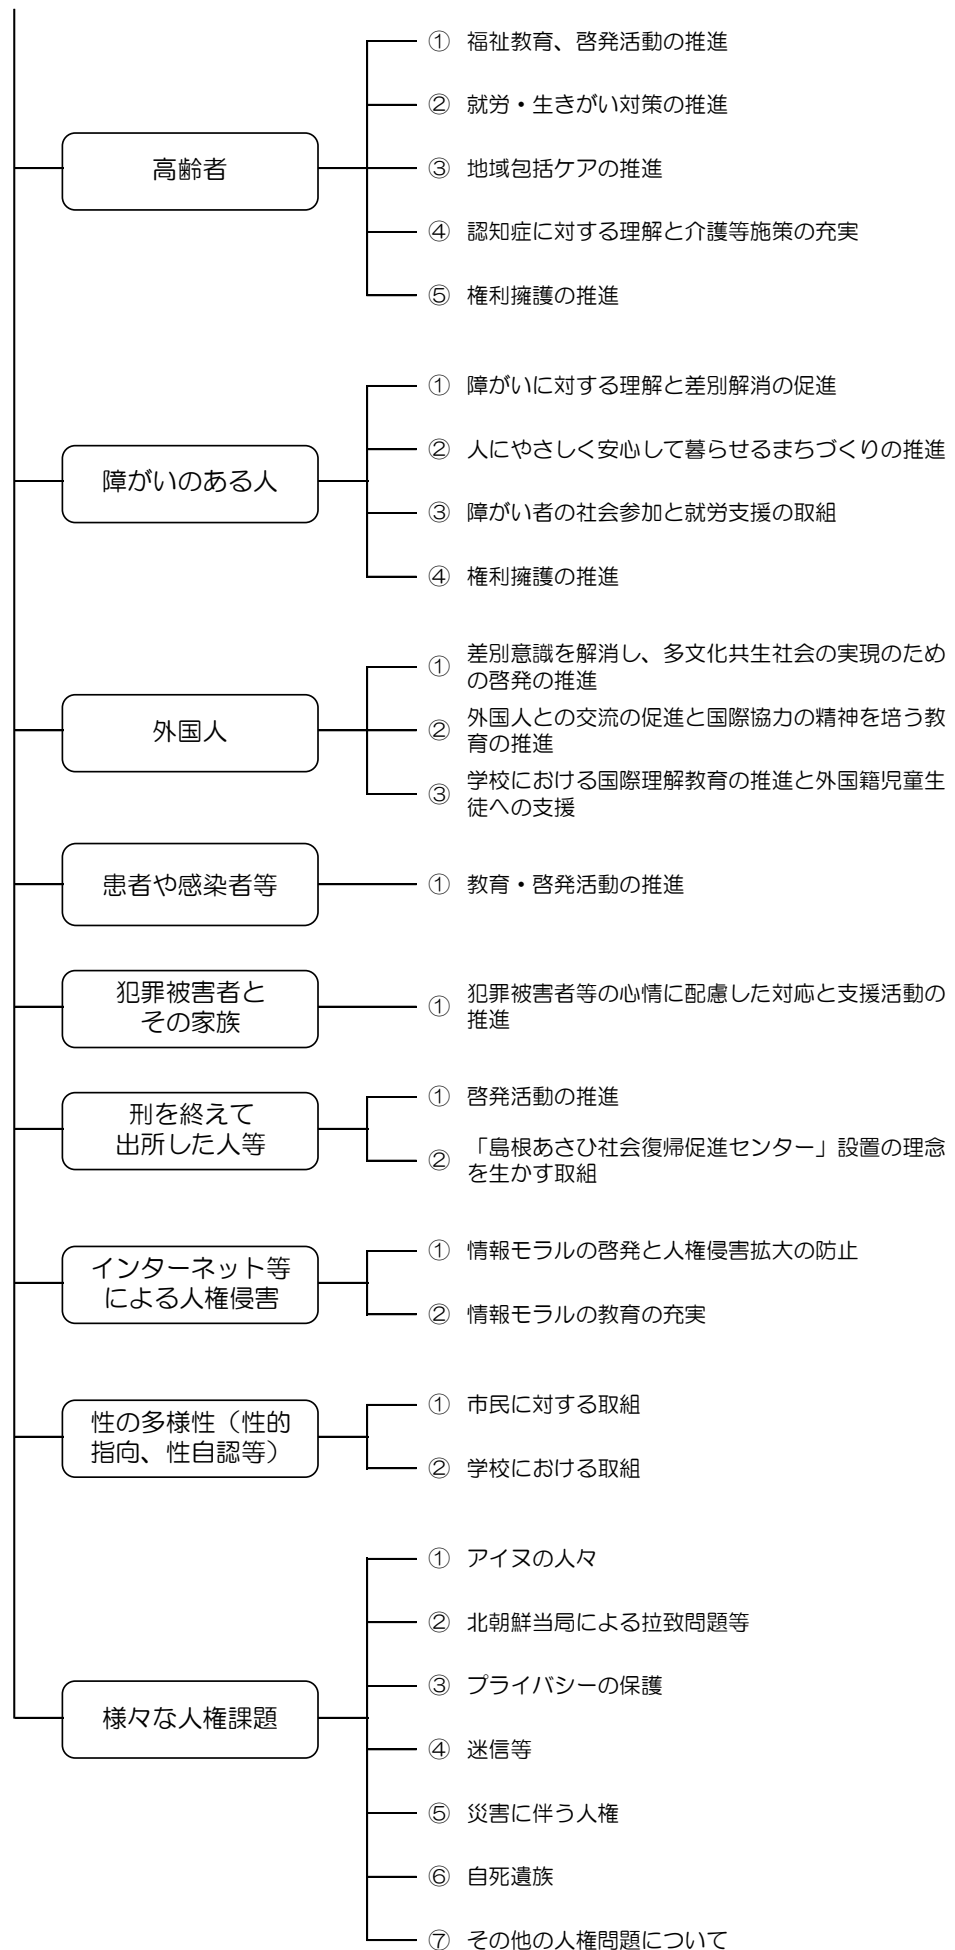 高齢者
① 福祉教育、啓発活動の推進
② 就労・生きがい対策の推進
③ 地域包括ケアの推進
④ 認知症に対する理解と介護等施策の充実
⑤ 権利擁護の推進
障がいのある人
① 障がいに対する理解と差別解消の促進
② 人にやさしく安心して暮らせるまちづくりの推進
③ 障がい者の社会参加と就労支援の取組
④ 権利擁護の推進
外国人
① 差別意識を解消し、多文化共生社会の実現のため
の啓発の推進
② 外国人との交流の促進と国際協力の精神を培う教
育の推進
③ 学校における国際理解教育の推進と外国籍児童生
徒への支援
患者や感染者等
① 教育・啓発活動の推進
犯罪被害者と
その家族
① 犯罪被害者等の心情に配慮した対応と支援活動の
推進
刑を終えて
出所した人等
① 啓発活動の推進
② 「島根あさひ社会復帰促進センター」設置の理念
を生かす取組
インターネット等
による人権侵害
① 情報モラルの啓発と人権侵害拡大の防止
② 情報モラルの教育の充実
性の多様性（性的
指向、性自認等）
① 市民に対する取組
② 学校における取組
様々な人権課題
① アイヌの人々
② 北朝鮮当局による拉致問題等
③ プライバシーの保護
④ 迷信等
⑤ 災害に伴う人権
⑥ 自死遺族
⑦ その他の人権問題について